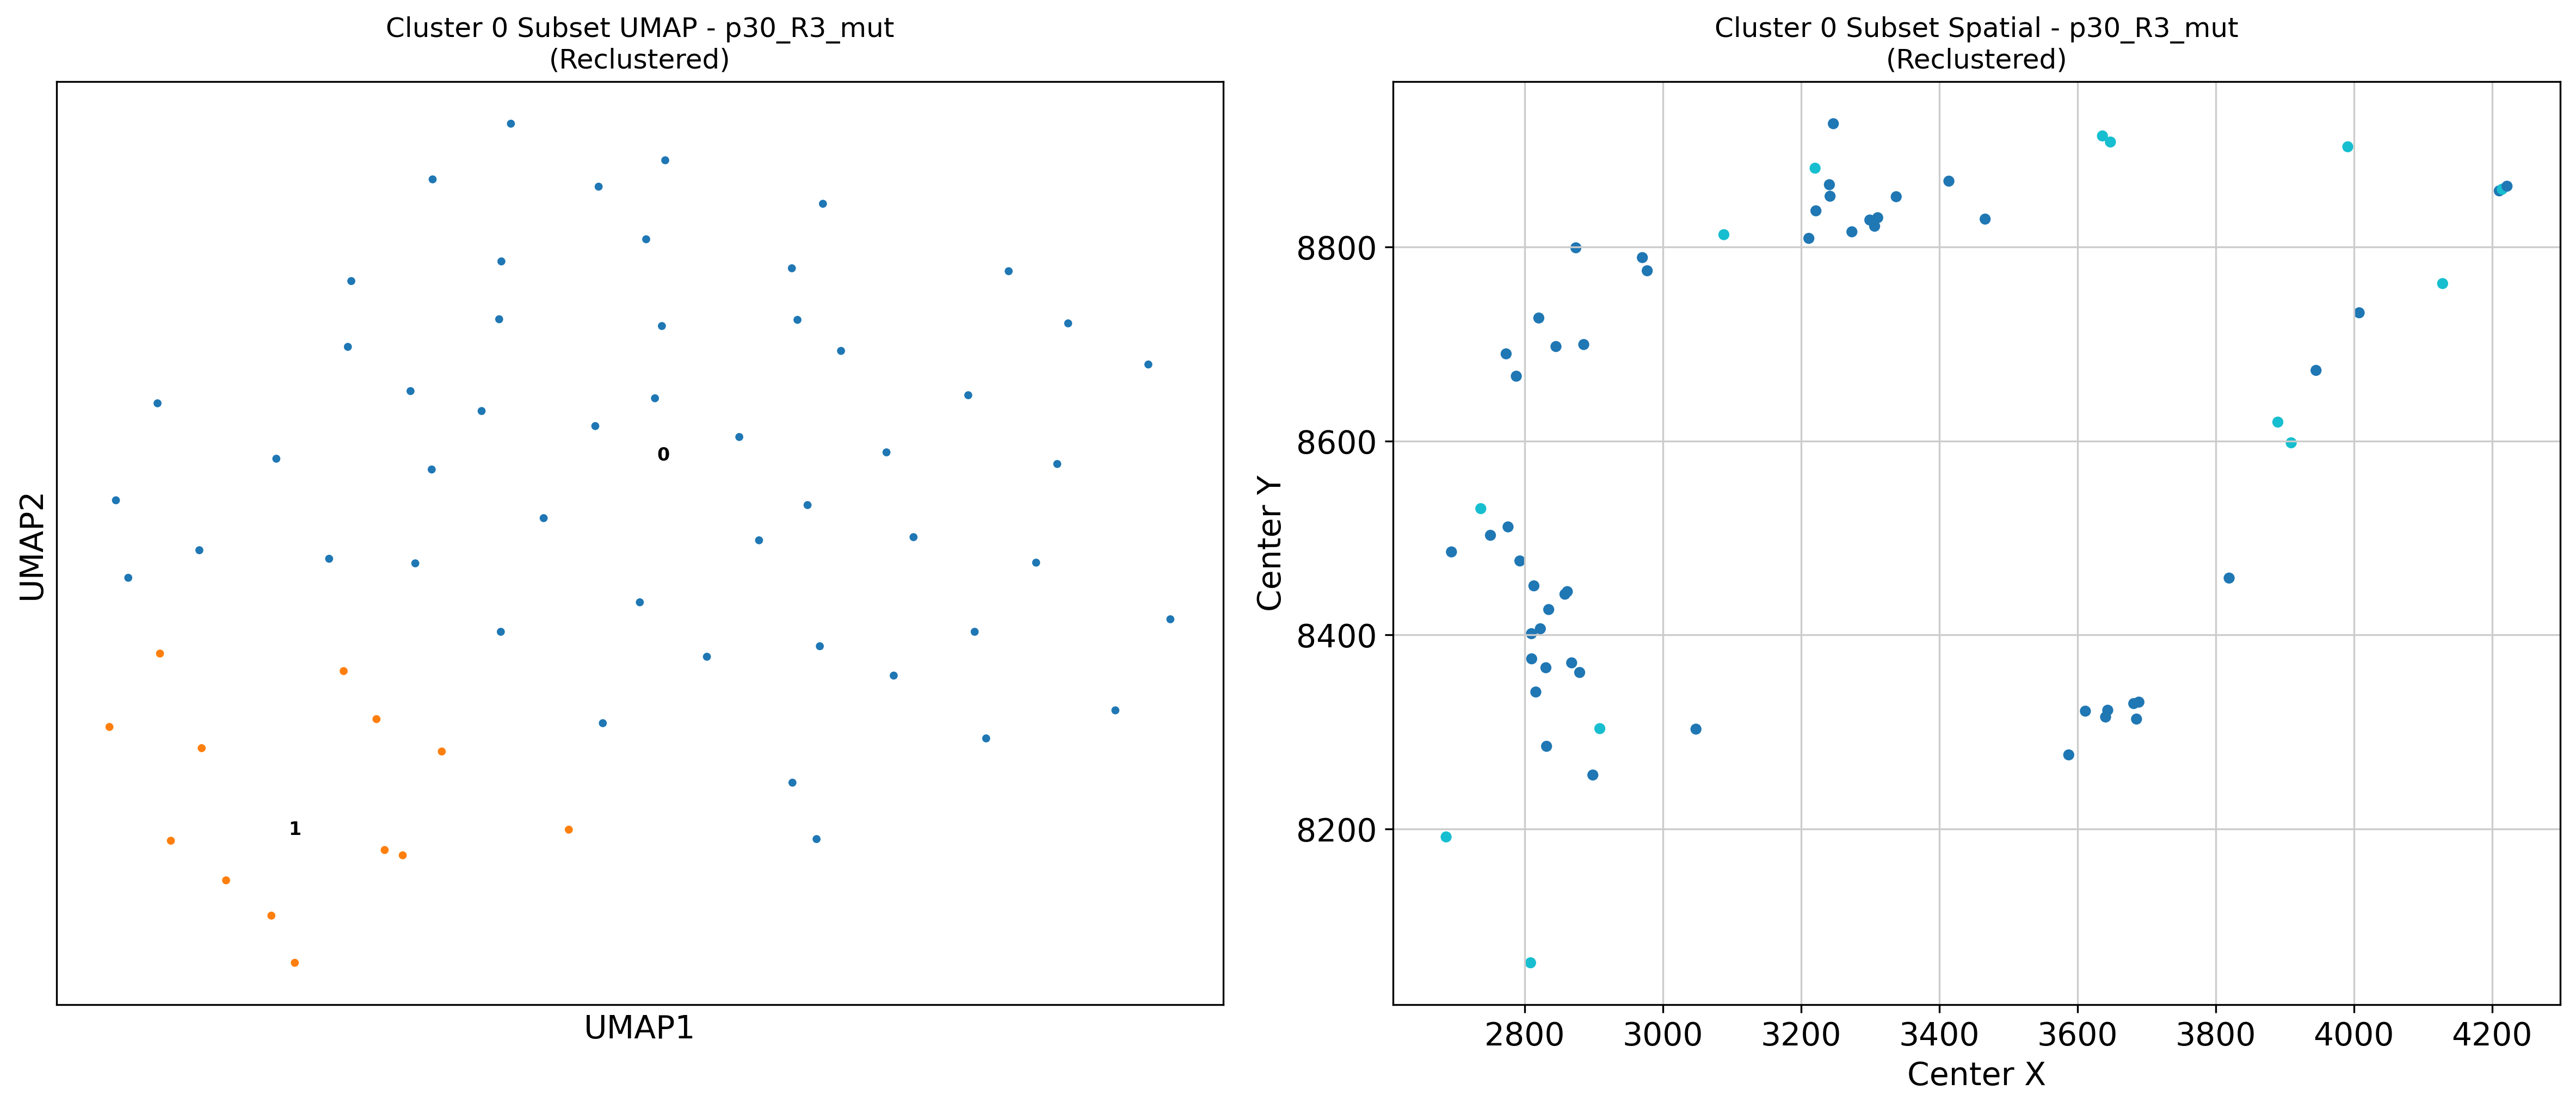 Cluster 0 Subset UMAP - p30_R3_mut
(Reclustered)
UMAP2
0
1
UMAP1
Cluster 0 Subset Spatial - p30_R3_mut
(Reclustered)
Center Y
8800
8600
8400
8200
2800 3000 3200 3400 3600 3800 4000 4200
Center X